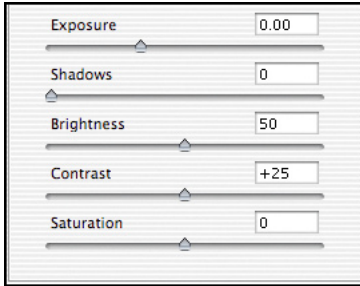 Exposure 0.00
Shadows 0
Brightness 50
Contrast +25
Saturation 0